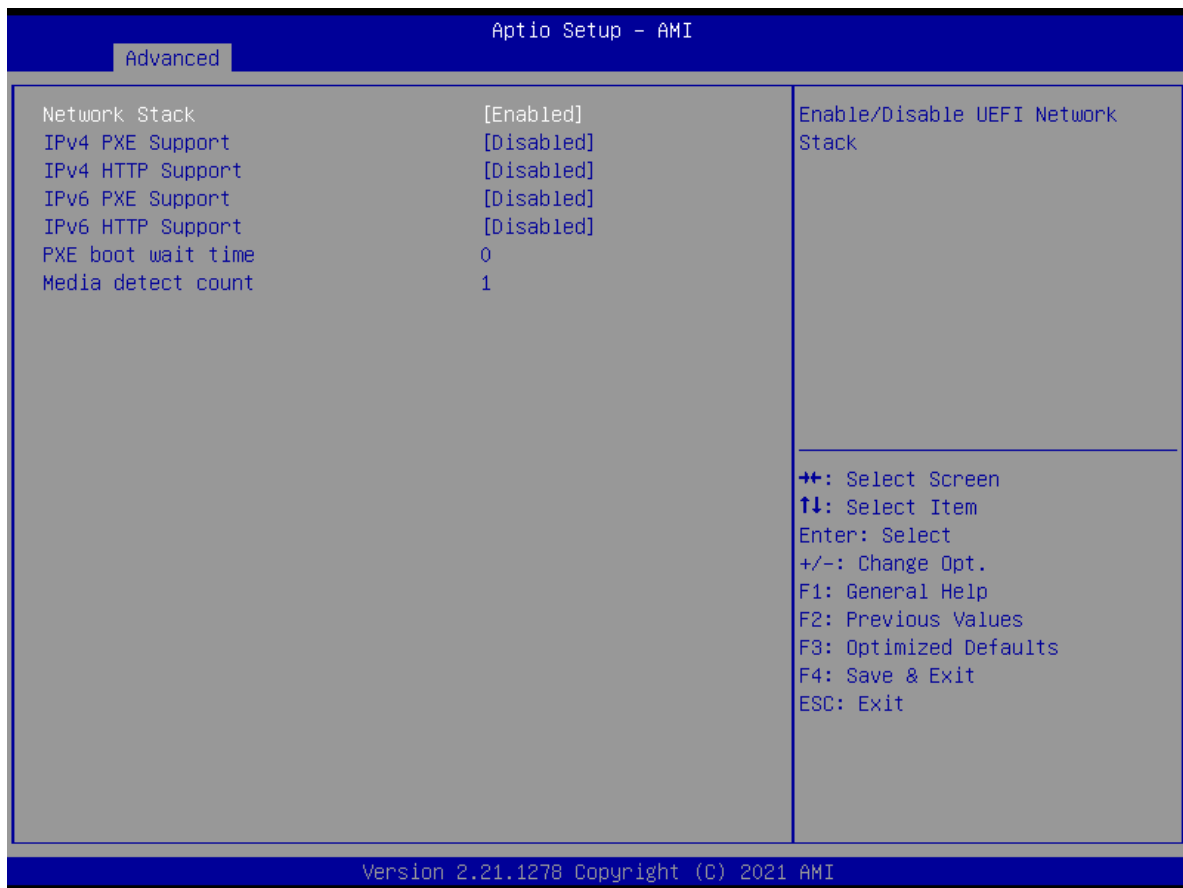 Aptio Setup – AMI
Advanced
Network Stack [Enabled]
IPv4 PXE Support [Disabled]
IPv4 HTTP Support [Disabled]
IPv6 PXE Support [Disabled]
IPv6 HTTP Support [Disabled]
PXE boot wait time 0
Media detect count 1
Enable/Disable UEFI Network
Stack
→←: Select Screen
↑↓: Select Item
Enter: Select
+/-: Change Opt.
F1: General Help
F2: Previous Values
F3: Optimized Defaults
F4: Save & Exit
ESC: Exit
Version 2.21.1278 Copyright (C) 2021 AMI